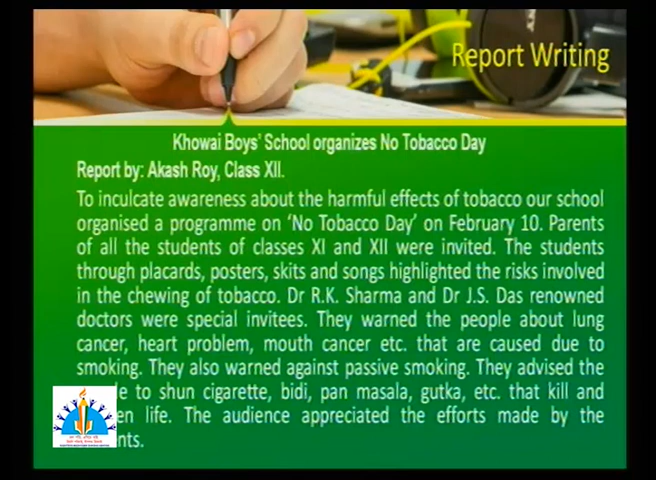 Report Writing
Khowai Boys' School organizes No Tobacco Day
Report by: Akash Roy, Class XII.
To inculcate awareness about the harmful effects of tobacco our school
organised a programme on 'No Tobacco Day' on February 10. Parents
of all the students of classes XI and XII were invited. The students
through placards, posters, skits and songs highlighted the risks involved
in the chewing of tobacco. Dr R.K. Sharma and Dr J.S. Das renowned
doctors were special invitees. They warned the people about lung
cancer, heart problem, mouth cancer etc. that are caused due to
smoking. They also warned against passive smoking. They advised the
to shun cigarette, bidi, pan masala, gutka, etc. that kill and
life. The audience appreciated the efforts made by the